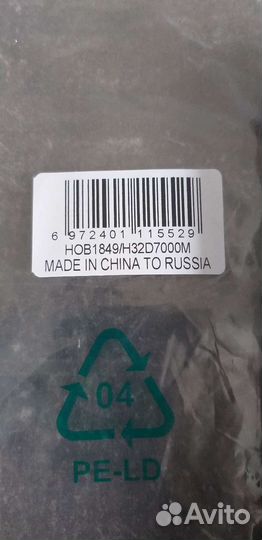 6 972401 115529
HOB1849/H32D7000M
MADE IN CHINA TO RUSSIA
04
PE-LD
Avito